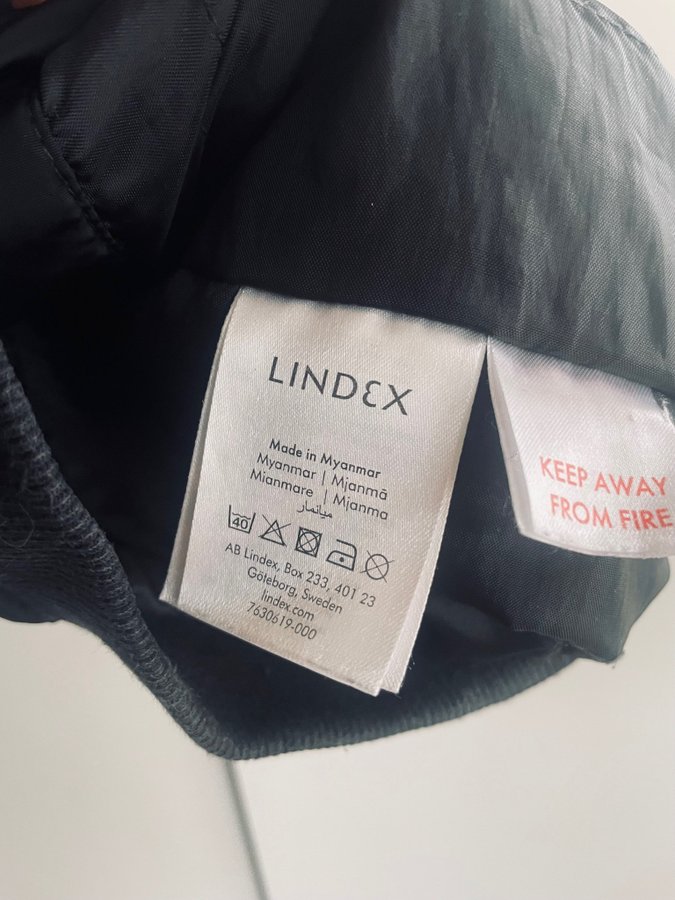 LINDEX
Made in Myanmar
Myanmar | Mjanmā
Mianmare | Mjanma
ميانمار
40
AB Lindex, Box 233, 401 23
Göteborg, Sweden
lindex.com
7630619-000
KEEP AWAY
FROM FIRE